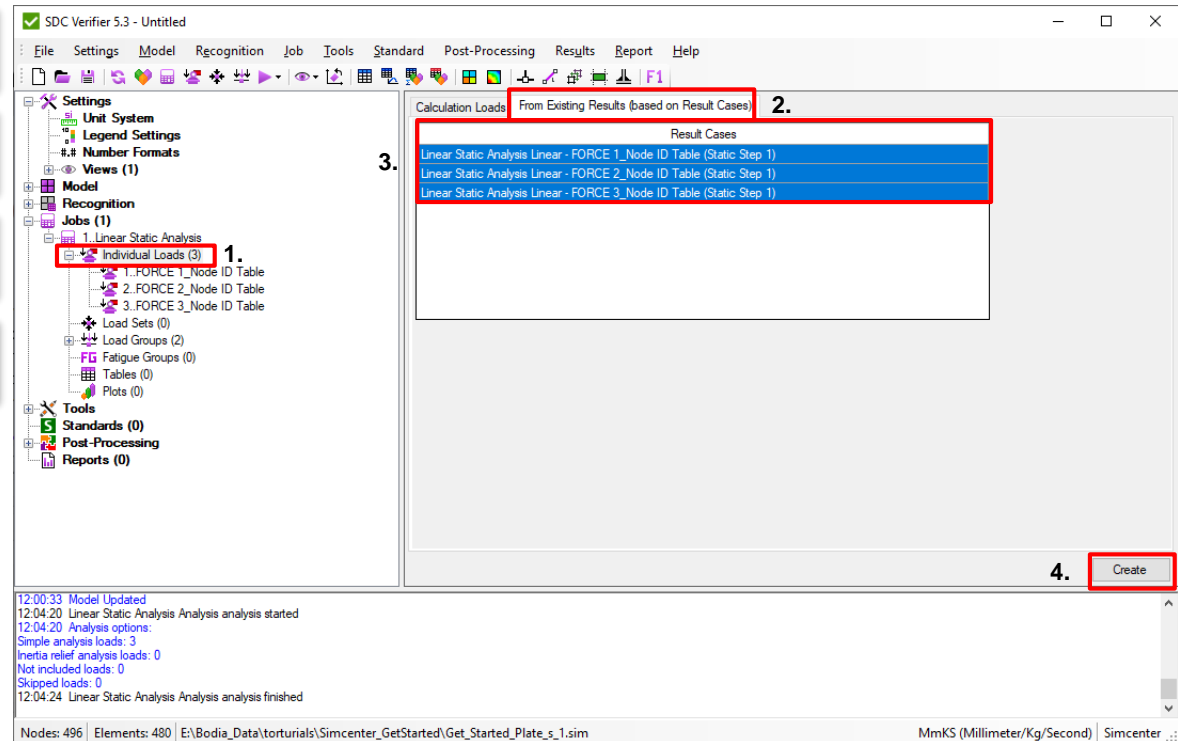 SDC Verifier 5.3 - Untitled
File Settings Model Recognition Job Tools Standard Post-Processing Results Report Help
F1
Settings
Unit System
Legend Settings
#.# Number Formats
Views (1)
Model
Recognition
Jobs (1)
1..Linear Static Analysis
Individual Loads (3) 1.
1..FORCE 1_Node ID Table
2..FORCE 2_Node ID Table
3..FORCE 3_Node ID Table
Load Sets (0)
Load Groups (2)
FG Fatigue Groups (0)
Tables (0)
Plots (0)
Tools
S Standards (0)
Post-Processing
Reports (0)
Calculation Loads From Existing Results (based on Result Cases) 2.
Result Cases
3.
Linear Static Analysis Linear - FORCE 1_Node ID Table (Static Step 1)
Linear Static Analysis Linear - FORCE 2_Node ID Table (Static Step 1)
Linear Static Analysis Linear - FORCE 3_Node ID Table (Static Step 1)
4. Create
12:00:33 Model Updated
12:04:20 Linear Static Analysis Analysis analysis started
12:04:20 Analysis options:
Simple analysis loads: 3
Inertia relief analysis loads: 0
Not included loads: 0
Skipped loads: 0
12:04:24 Linear Static Analysis Analysis analysis finished
Nodes: 496 Elements: 480 E:\Bodia_Data\torturials\Simcenter_GetStarted\Get_Started_Plate_s_1.sim MmKS (Millimeter/Kg/Second) Simcenter